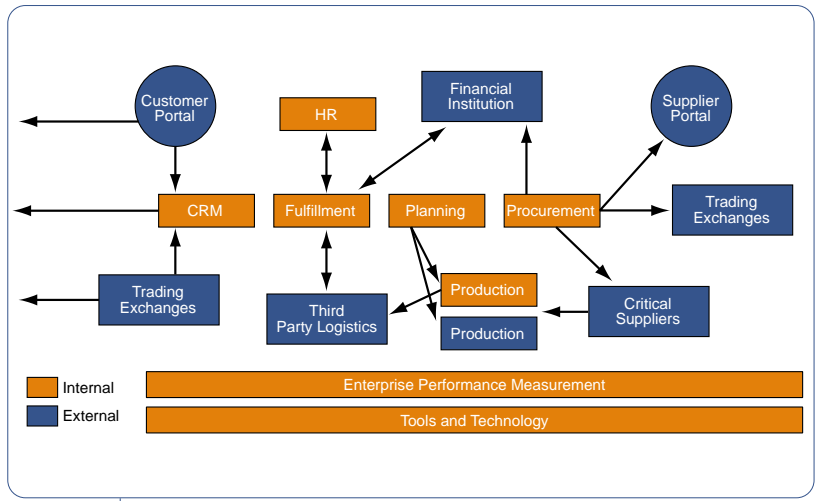 Customer
Portal
HR
Financial
Institution
Supplier
Portal
CRM
Fulfillment
Planning
Procurement
Trading
Exchanges
Trading
Exchanges
Third
Party Logistics
Production
Production
Critical
Suppliers
Internal
External
Enterprise Performance Measurement
Tools and Technology